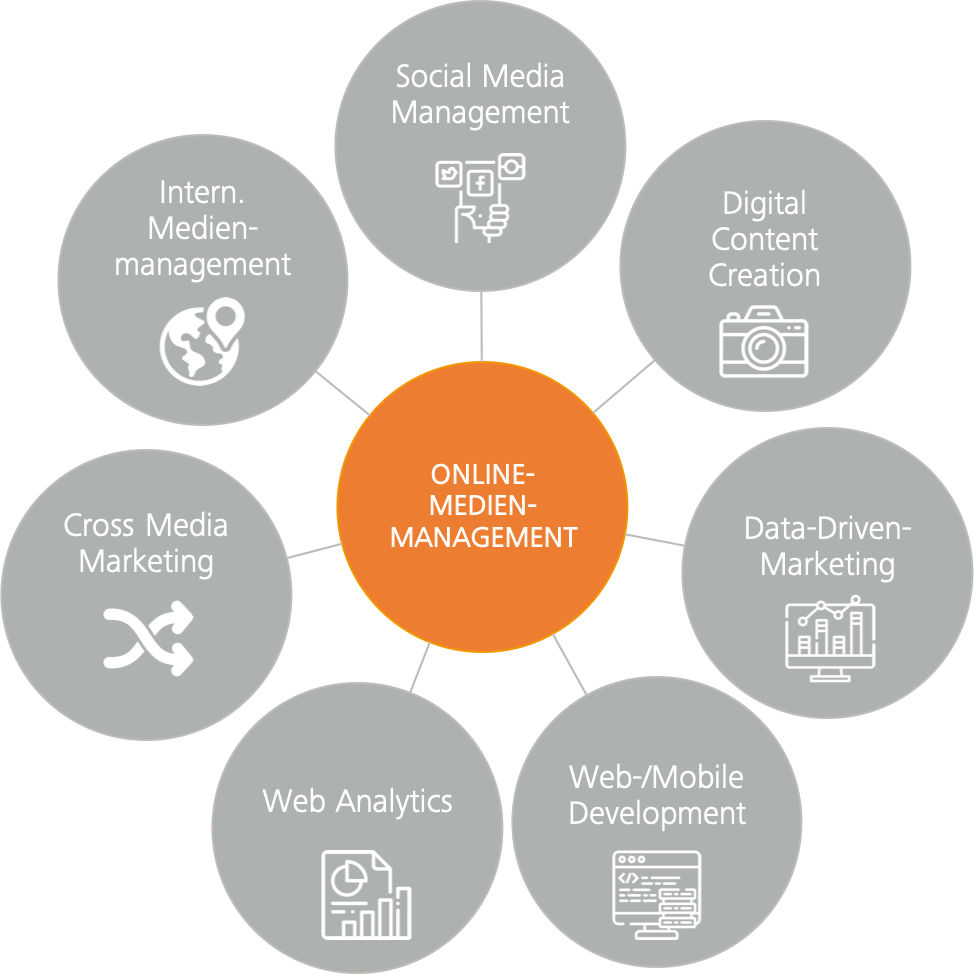 Social Media
Management
Digital
Content
Creation
Intern.
Medien-
management
ONLINE-
MEDIEN-
MANAGEMENT
Cross Media
Marketing
Data-Driven-
Marketing
Web Analytics
Web-/Mobile
Development